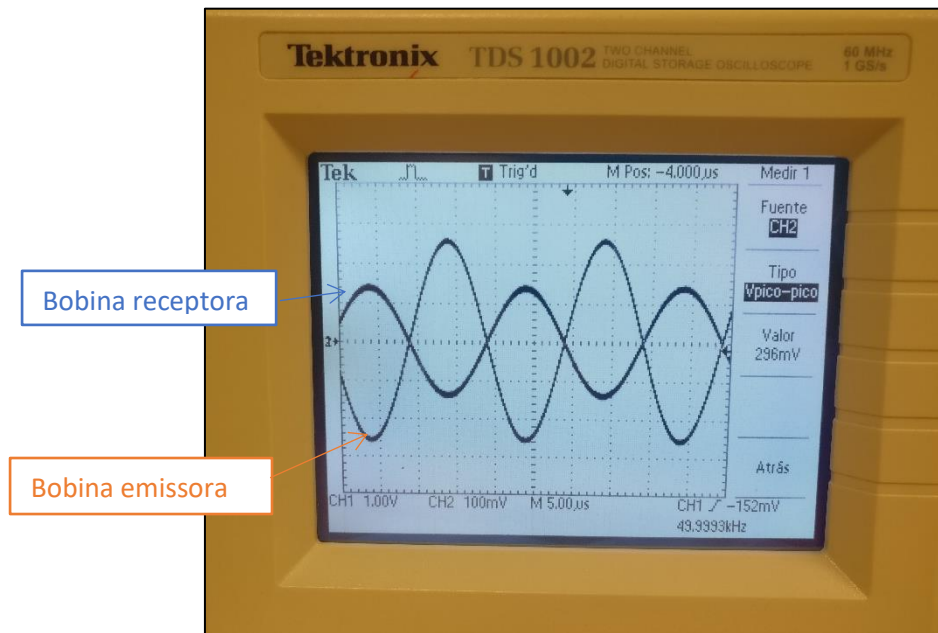 Tektronix TDS 1002 TWO CHANNEL DIGITAL STORAGE OSCILLOSCOPE
60 MHz
1 GS/s
Tek T Trig'd M Pos: -4.000us Medir 1
Fuente
CH2
Tipo
Vpico-pico
Valor
296mV
Atrás
2
CH1 1.00V CH2 100mV M 5.00us CH1 -152mV
49.9993kHz
Bobina receptora
Bobina emissora